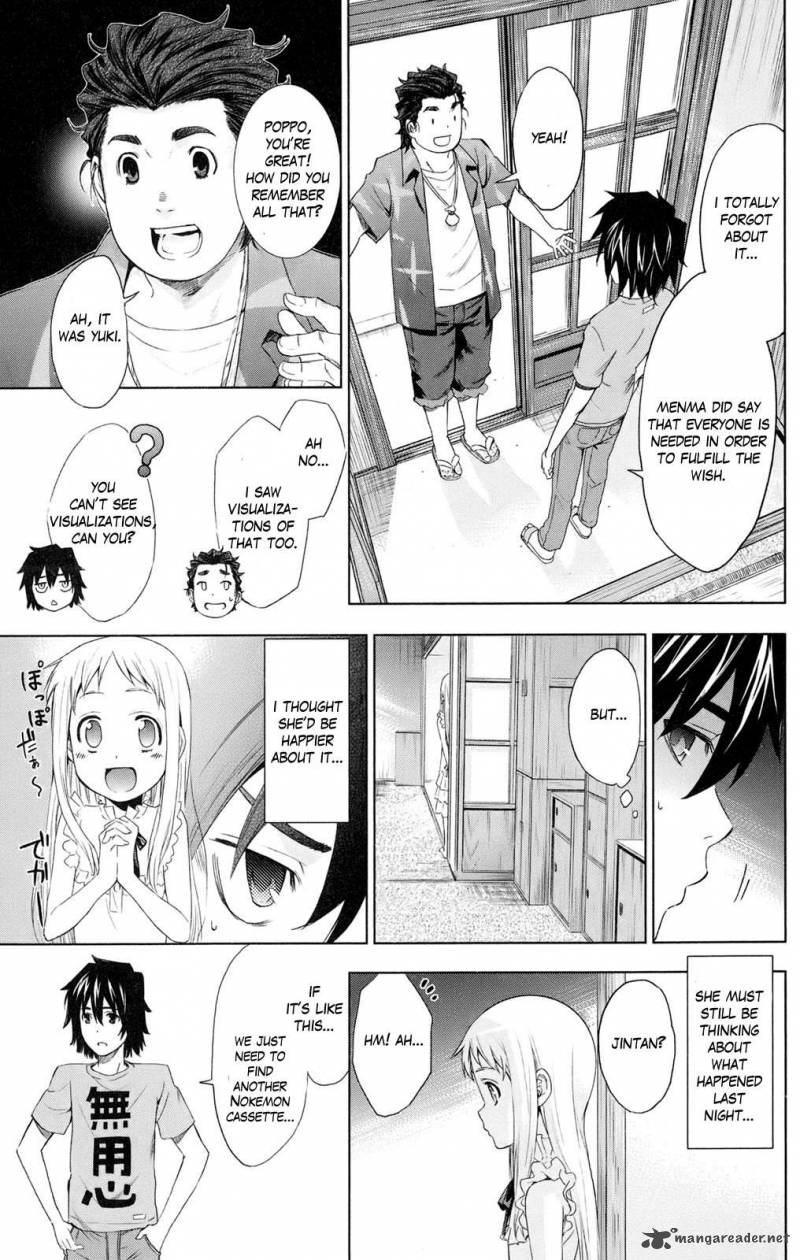 YEAH!
I TOTALLY
FORGOT
ABOUT
IT...
MENMA DID SAY
THAT EVERYONE IS
NEEDED IN ORDER
TO FULFILL THE
WISH.
POPPO,
YOU'RE
GREAT!
HOW DID YOU
REMEMBER
ALL THAT?
AH, IT
WAS YUKI.
AH
NO...
I SAW
VISUALIZA-
TIONS OF
THAT TOO.
?
YOU
CAN'T SEE
VISUALIZATIONS,
CAN YOU?
BUT...
I THOUGHT
SHE'D BE
HAPPIER
ABOUT IT...
ぽっぽ
だぁ〜
でかー
SHE MUST
STILL BE
THINKING
ABOUT
WHAT
HAPPENED
LAST
NIGHT...
JINTAN?
HM! AH...
IF
IT'S LIKE
THIS...
WE JUST
NEED TO
FIND
ANOTHER
NOKEMON
CASSETTE...
無用心
mangareader.net